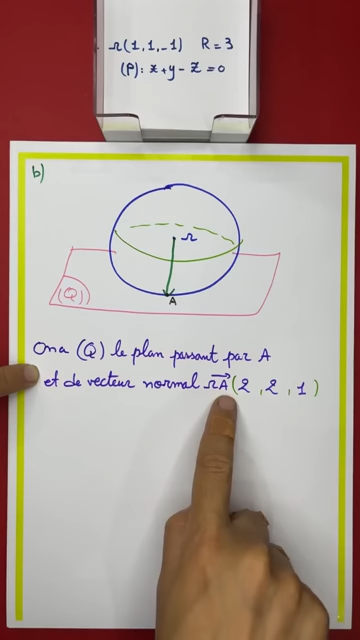 Ω(1,1,-1) R=3
(P): x+y-z=0
b)
Ω
A
(Q)
On a (Q) le plan passant par A
et de vecteur normal ΩA⃗(2, 2, 1)